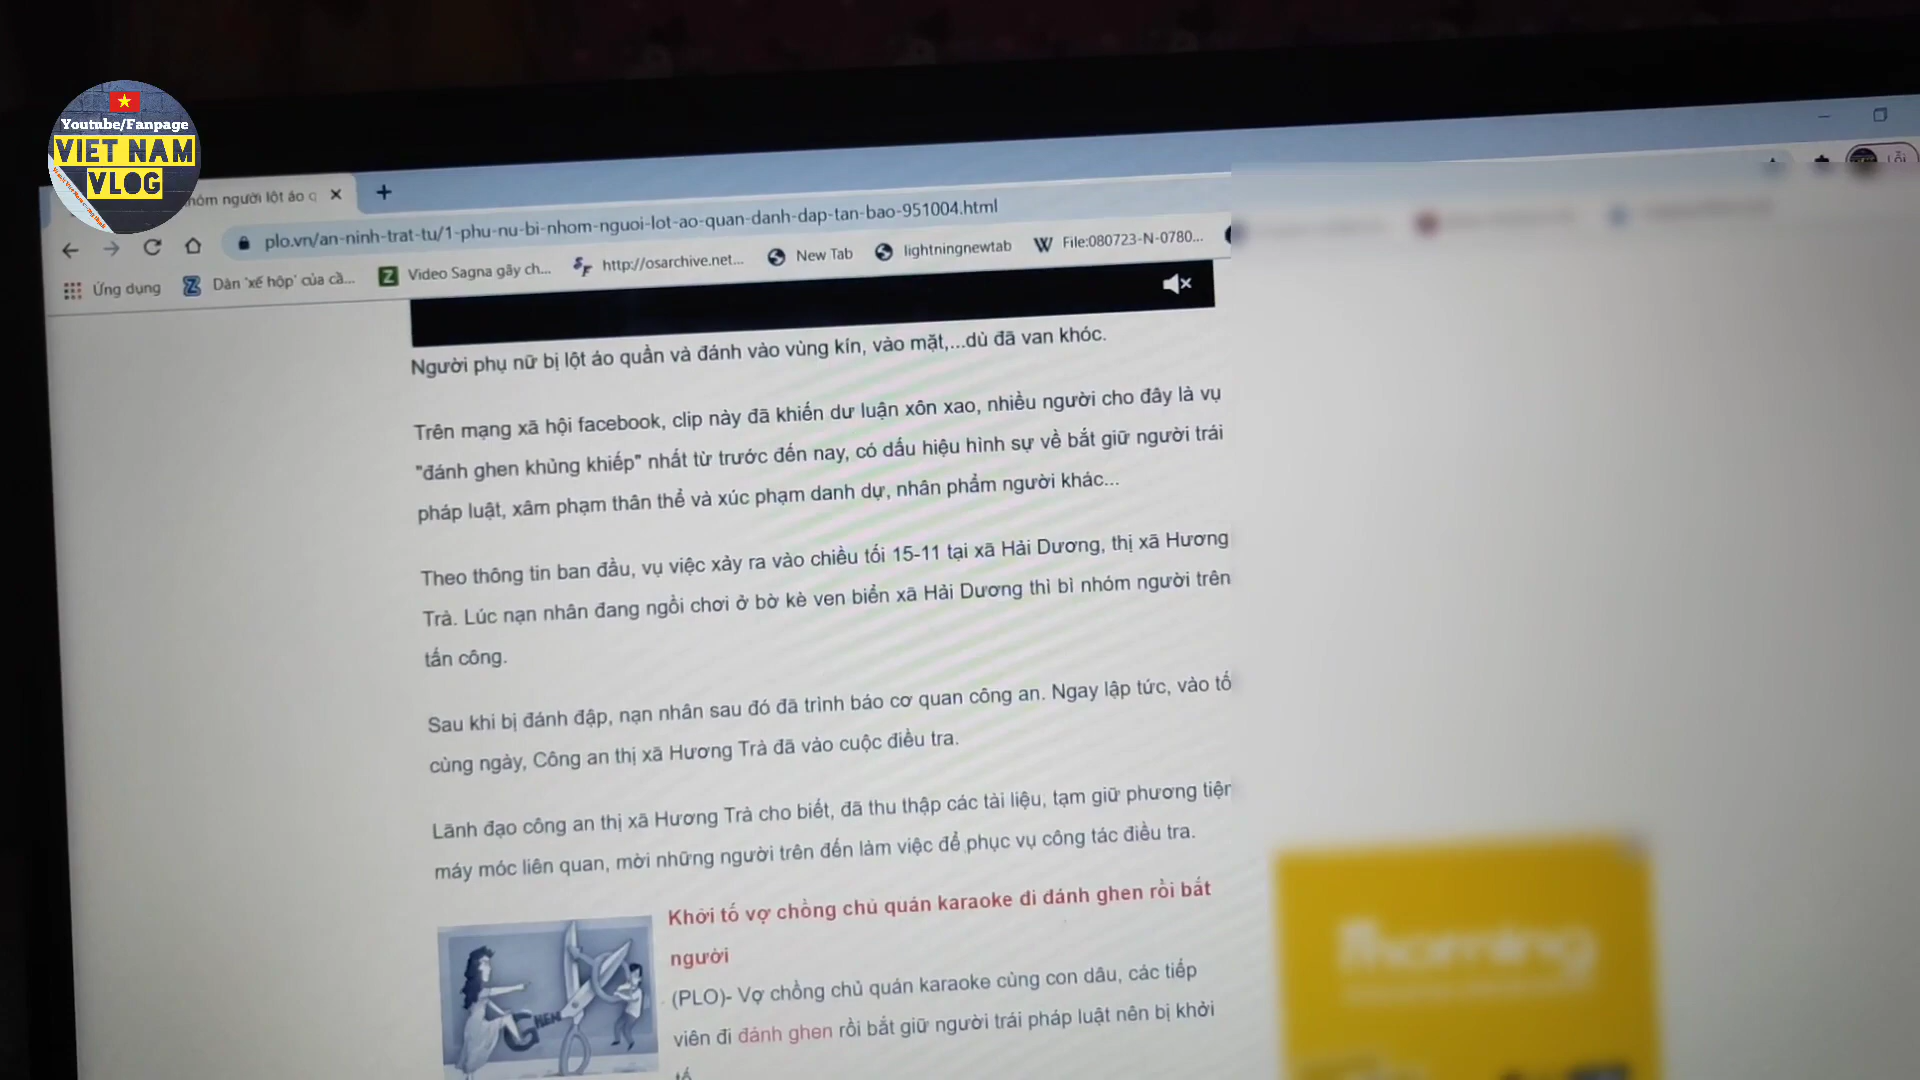 Youtube/Fanpage
VIET NAM
VLOG
nhóm người lột áo q
plo.vn/an-ninh-trat-tu/1-phu-nu-bi-nhom-nguoi-lot-ao-quan-danh-dap-tan-bao-951004.html
Ứng dụng
Dàn 'xế hộp' của cầ...
Video Sagna gãy ch...
http://osarchive.net...
New Tab
lightningnewtab
File:080723-N-0780...
Người phụ nữ bị lột áo quần và đánh vào vùng kín, vào mặt,...dù đã van khóc.
Trên mạng xã hội facebook, clip này đã khiến dư luận xôn xao, nhiều người cho đây là vụ
"đánh ghen khủng khiếp" nhất từ trước đến nay, có dấu hiệu hình sự về bắt giữ người trái
pháp luật, xâm phạm thân thể và xúc phạm danh dự, nhân phẩm người khác...
Theo thông tin ban đầu, vụ việc xảy ra vào chiều tối 15-11 tại xã Hải Dương, thị xã Hương
Trà. Lúc nạn nhân đang ngồi chơi ở bờ kè ven biển xã Hải Dương thì bì nhóm người trên
tấn công.
Sau khi bị đánh đập, nạn nhân sau đó đã trình báo cơ quan công an. Ngay lập tức, vào tố
cùng ngày, Công an thị xã Hương Trà đã vào cuộc điều tra.
Lãnh đạo công an thị xã Hương Trà cho biết, đã thu thập các tài liệu, tạm giữ phương tiện
máy móc liên quan, mời những người trên đến làm việc để phục vụ công tác điều tra.
Khởi tố vợ chồng chủ quán karaoke đi đánh ghen rồi bắt
người
(PLO)- Vợ chồng chủ quán karaoke cùng con dâu, các tiếp
viên đi đánh ghen rồi bắt giữ người trái pháp luật nên bị khởi
tố
GHEN